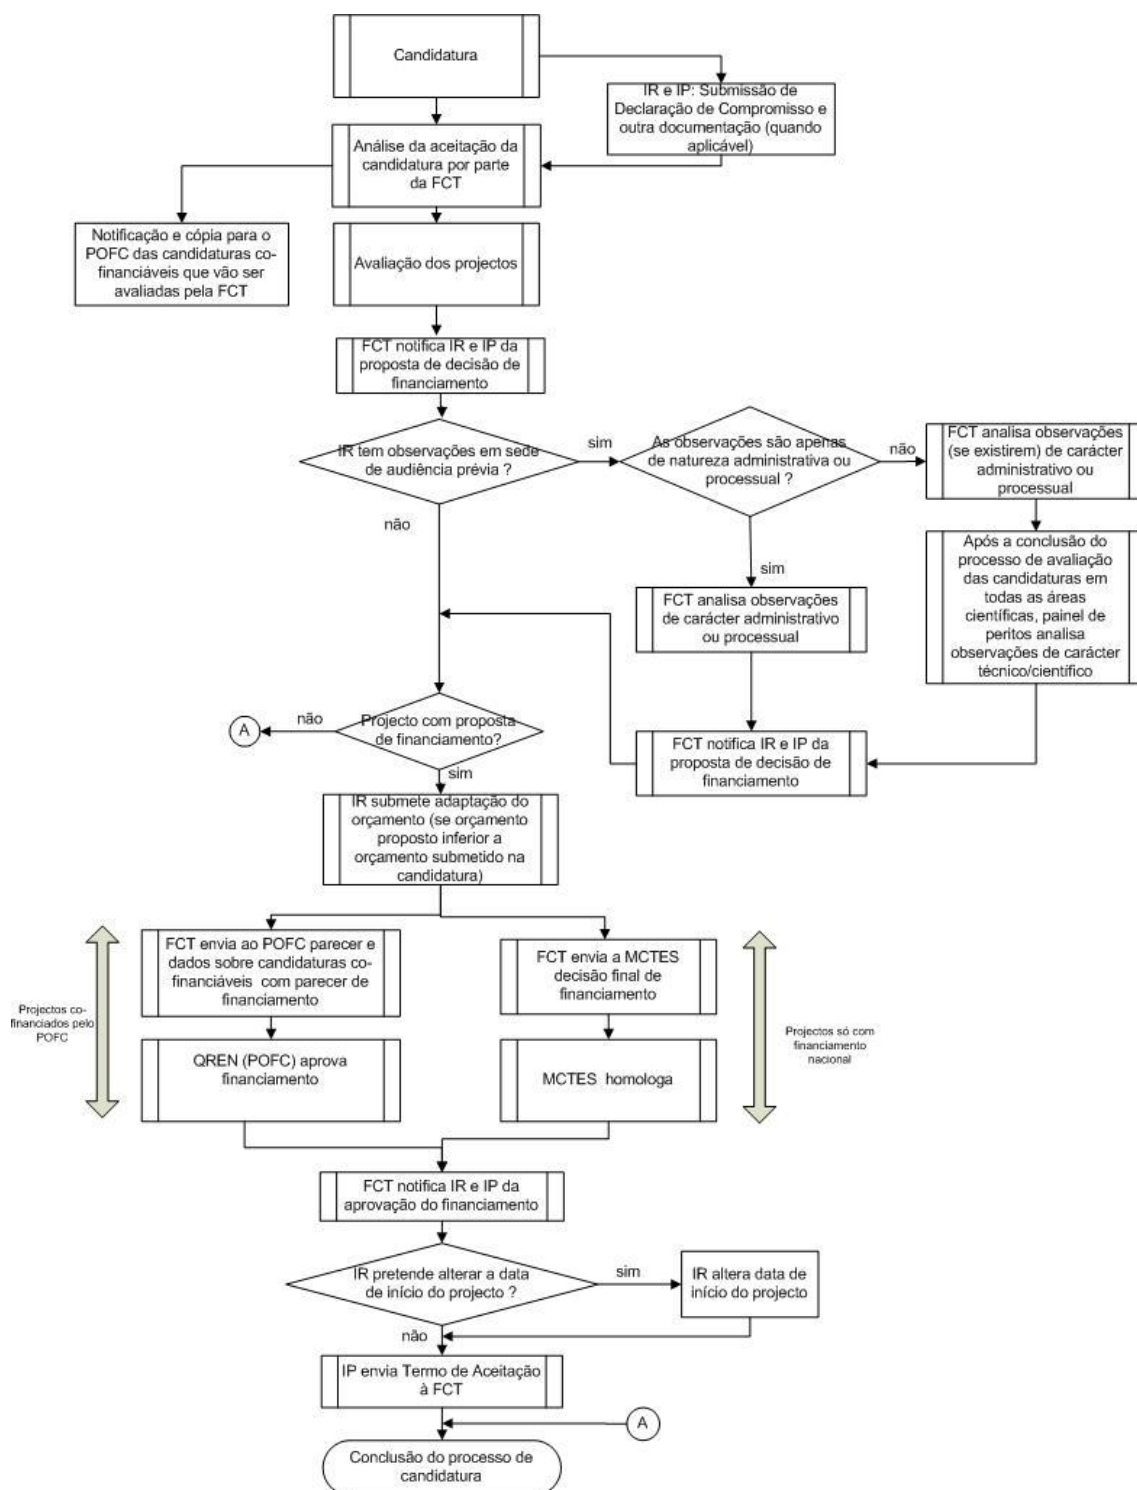 Candidatura
IR e IP: Submissão de
Declaração de Compromisso e
outra documentação (quando
aplicável)
Análise da aceitação da
candidatura por parte
da FCT
Notificação e cópia para o
POFC das candidaturas co-
financiáveis que vão ser
avaliadas pela FCT
Avaliação dos projectos
FCT notifica IR e IP da
proposta de decisão de
financiamento
IR tem observações em sede
de audiência prévia ?
sim
As observações são apenas
de natureza administrativa ou
processual ?
não
FCT analisa observações
(se existirem) de carácter
administrativo ou
processual
não
sim
Após a conclusão do
processo de avaliação
das candidaturas em
todas as áreas
científicas, painel de
peritos analisa
observações de carácter
técnico/científico
FCT analisa observações
de carácter administrativo
ou processual
A
não
Projecto com proposta
de financiamento?
FCT notifica IR e IP da
proposta de decisão de
financiamento
sim
IR submete adaptação do
orçamento (se orçamento
proposto inferior a
orçamento submetido na
candidatura)
FCT envia ao POFC parecer e
dados sobre candidaturas co-
financiáveis com parecer de
financiamento
FCT envia a MCTES
decisão final de
financiamento
Projectos co-
financiados pelo
POFC
Projectos só com
financiamento
nacional
QREN (POFC) aprova
financiamento
MCTES homologa
FCT notifica IR e IP da
aprovação do financiamento
IR pretende alterar a data
de início do projecto ?
sim
IR altera data de
início do projecto
não
IP envia Termo de Aceitação
à FCT
A
Conclusão do processo de
candidatura